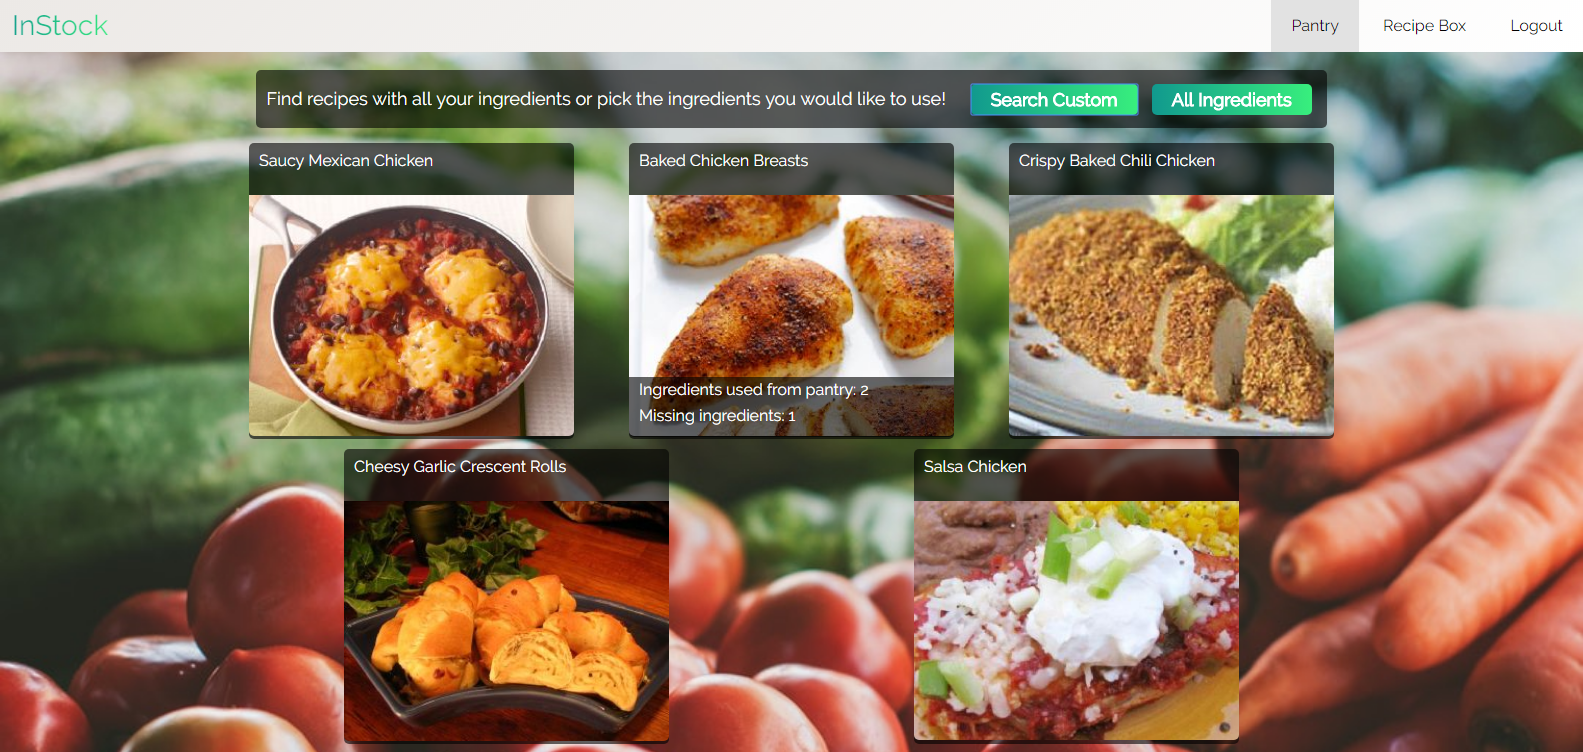 InStock
Pantry
Recipe Box
Logout
Find recipes with all your ingredients or pick the ingredients you would like to use!
Search Custom
All Ingredients
Saucy Mexican Chicken
Baked Chicken Breasts
Crispy Baked Chili Chicken
Ingredients used from pantry: 2
Missing ingredients: 1
Cheesy Garlic Crescent Rolls
Salsa Chicken